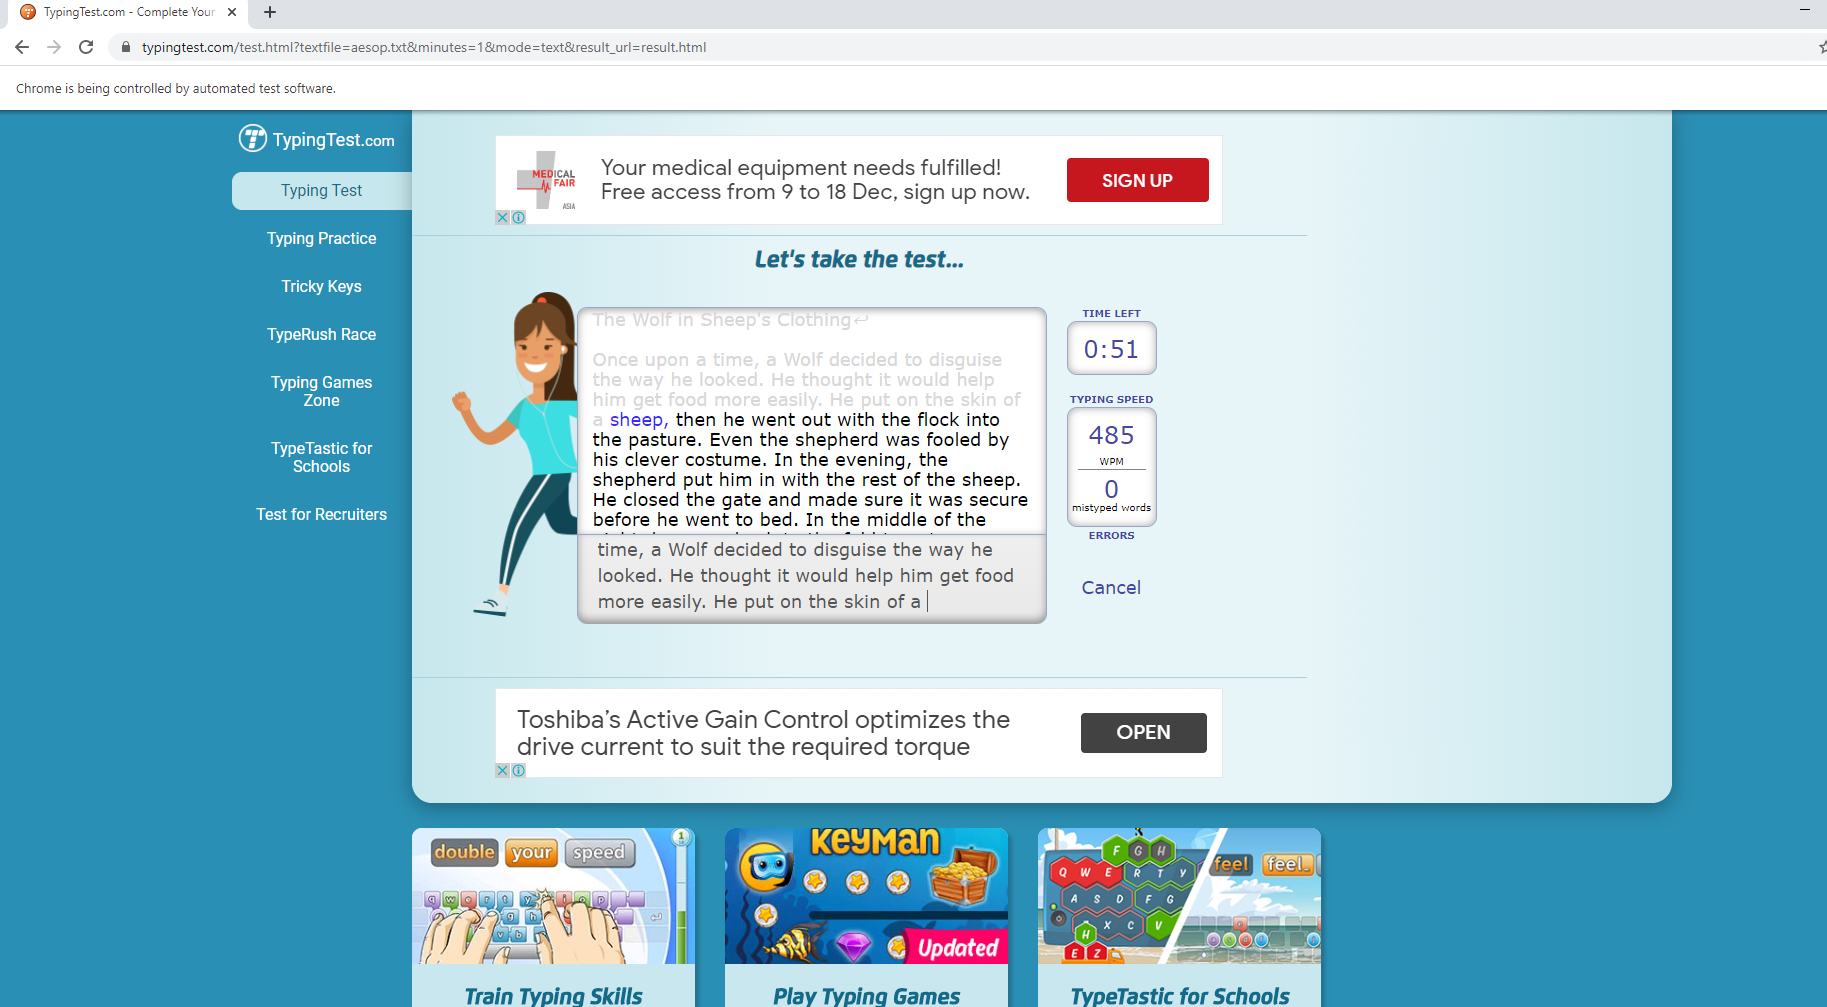 TypingTest.com - Complete Your
typingtest.com/test.html?textfile=aesop.txt&minutes=1&mode=text&result_url=result.html
Chrome is being controlled by automated test software.
TypingTest.com
Typing Test
Typing Practice
Tricky Keys
TypeRush Race
Typing Games
Zone
TypeTastic for
Schools
Test for Recruiters
MEDICAL
FAIR
ASIA
Your medical equipment needs fulfilled!
Free access from 9 to 18 Dec, sign up now.
SIGN UP
Let's take the test...
The Wolf in Sheep's Clothing↩
Once upon a time, a Wolf decided to disguise
the way he looked. He thought it would help
him get food more easily. He put on the skin of
a sheep, then he went out with the flock into
the pasture. Even the shepherd was fooled by
his clever costume. In the evening, the
shepherd put him in with the rest of the sheep.
He closed the gate and made sure it was secure
before he went to bed. In the middle of the
time, a Wolf decided to disguise the way he
looked. He thought it would help him get food
more easily. He put on the skin of a
TIME LEFT
0:51
TYPING SPEED
485
WPM
0
mistyped words
ERRORS
Cancel
Toshiba's Active Gain Control optimizes the
drive current to suit the required torque
OPEN
double your speed
1
q w e r t y i o p
g h
v b
Train Typing Skills
KeyMan
Updated
Play Typing Games
F G H
Q W E R T Y
A S D F G
X C V
H
E Z
feel feel
TypeTastic for Schools